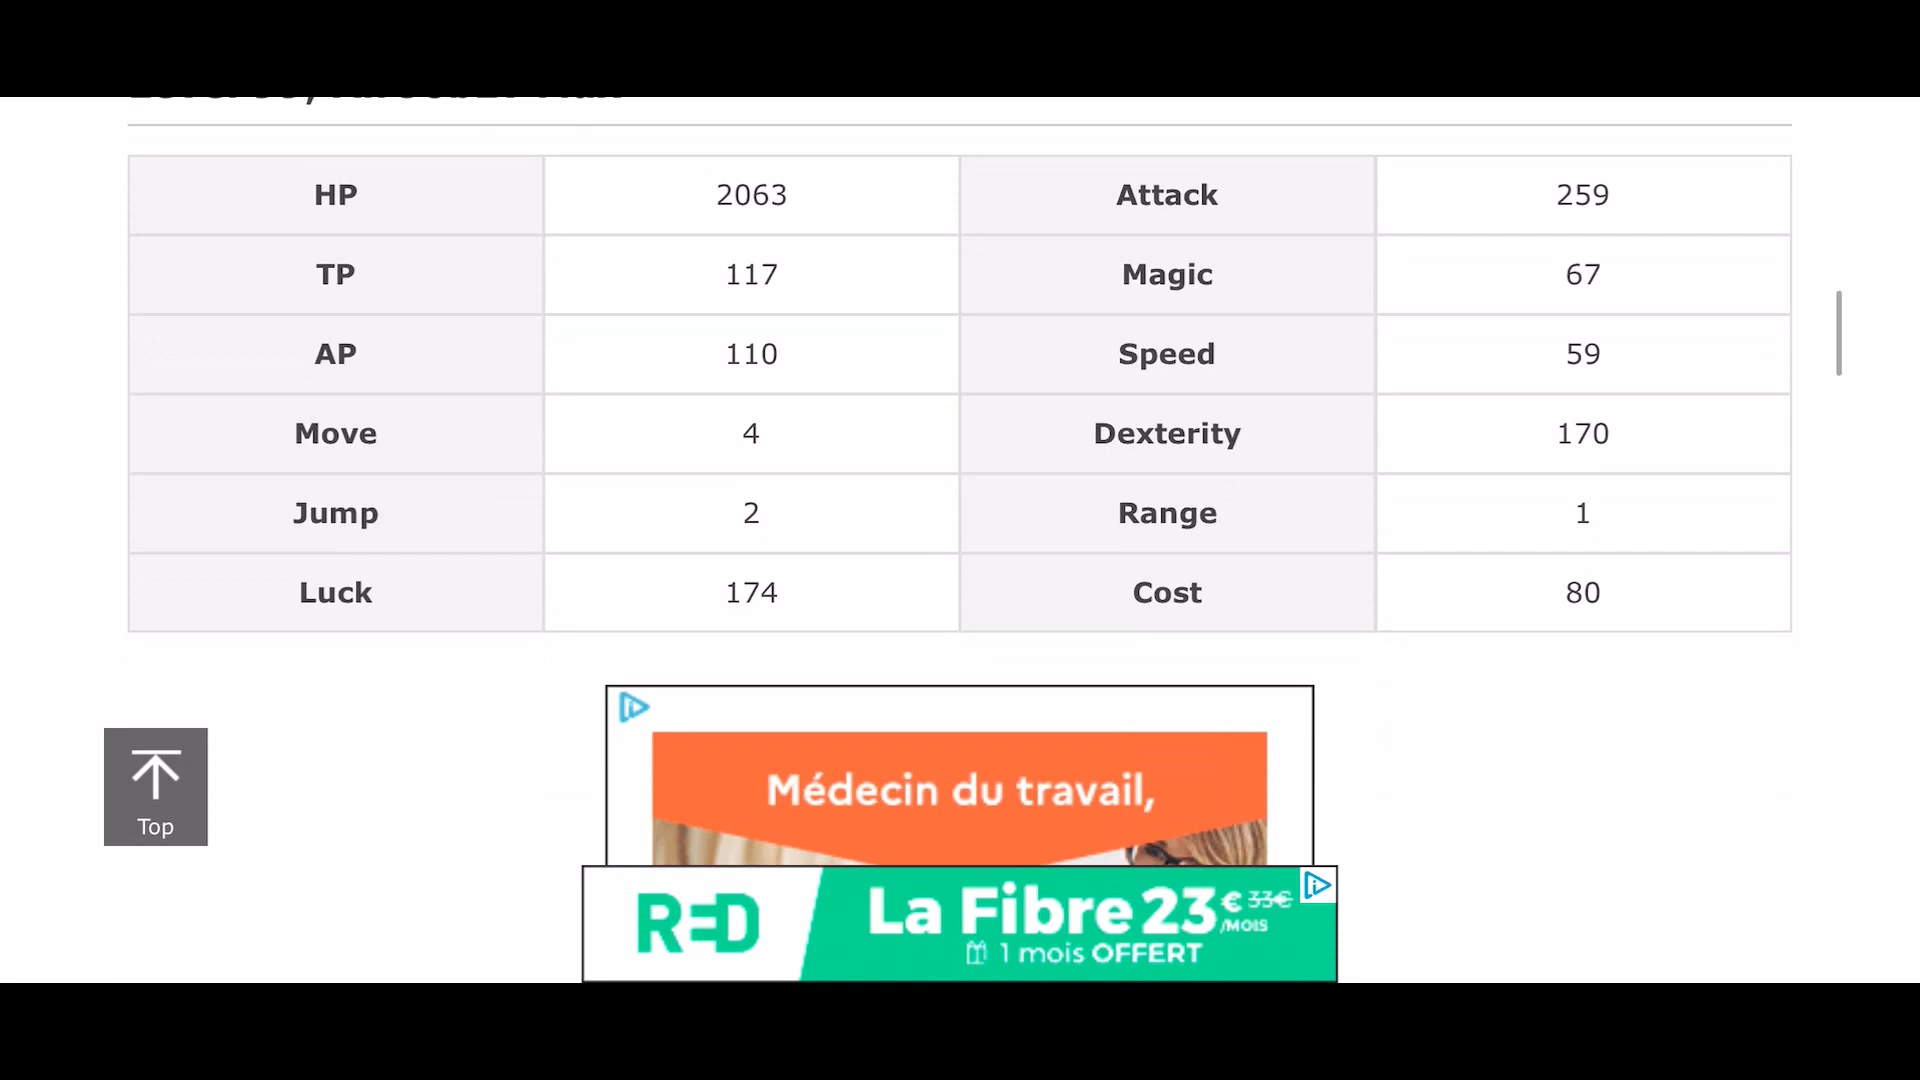 HP 2063 Attack 259
TP 117 Magic 67
AP 110 Speed 59
Move 4 Dexterity 170
Jump 2 Range 1
Luck 174 Cost 80
Top
Médecin du travail,
RED
La Fibre 23€ 33€
/MOIS
1 mois OFFERT